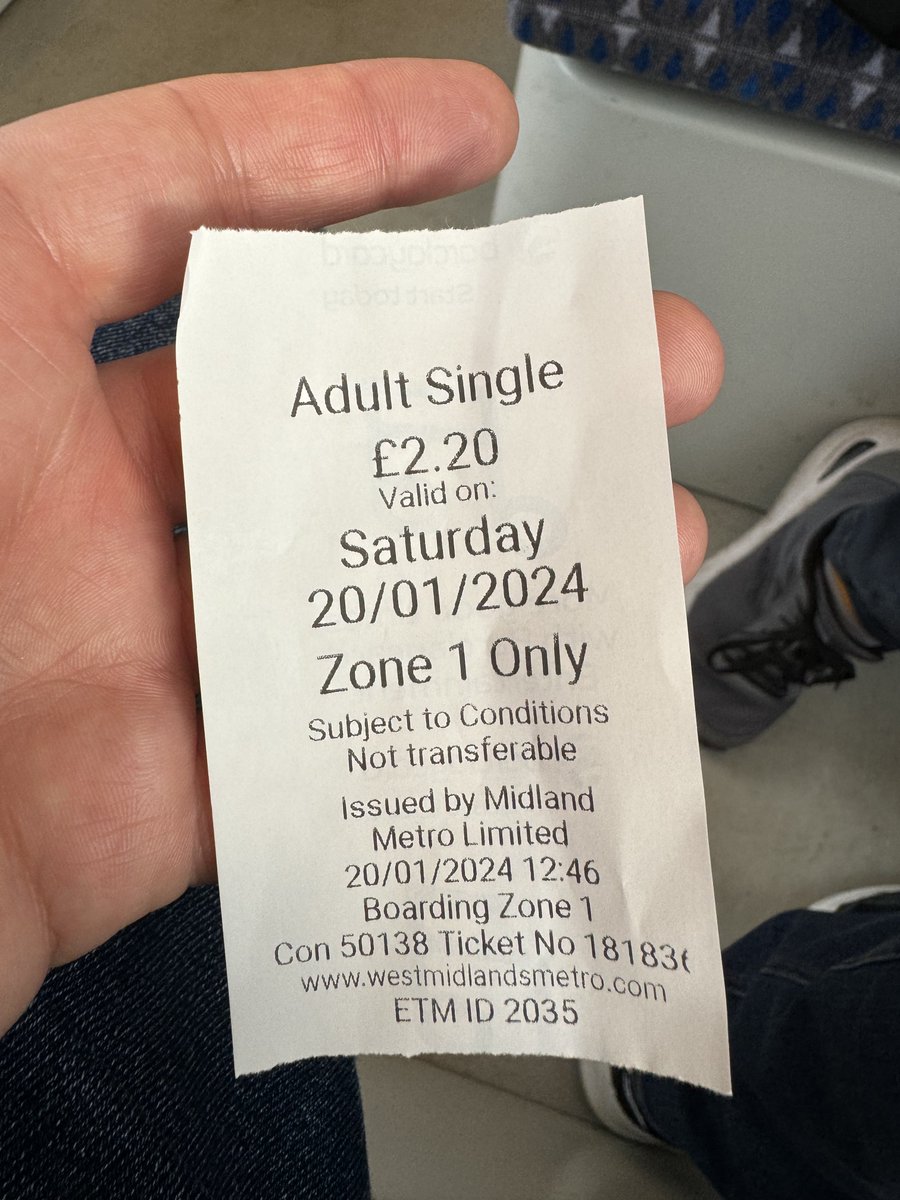 Adult Single
£2.20
Valid on:
Saturday
20/01/2024
Zone 1 Only
Subject to Conditions
Not transferable
Issued by Midland
Metro Limited
20/01/2024 12:46
Boarding Zone 1
Con 50138 Ticket No
www.westmidlandsmetro.com
ETM ID 2035